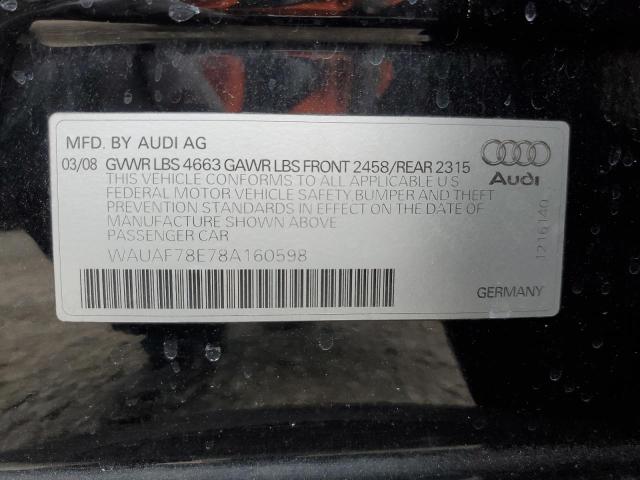 MFD. BY AUDI AG
03/08 GVWR LBS 4663 GAWR LBS FRONT 2458/REAR 2315
THIS VEHICLE CONFORMS TO ALL APPLICABLE U S
FEDERAL MOTOR VEHICLE SAFETY, BUMPER AND THEFT
PREVENTION STANDARDS IN EFFECT ON THE DATE OF
MANUFACTURE SHOWN ABOVE
PASSENGER CAR
WAUAF78E78A160598
Audi
1216140
GERMANY